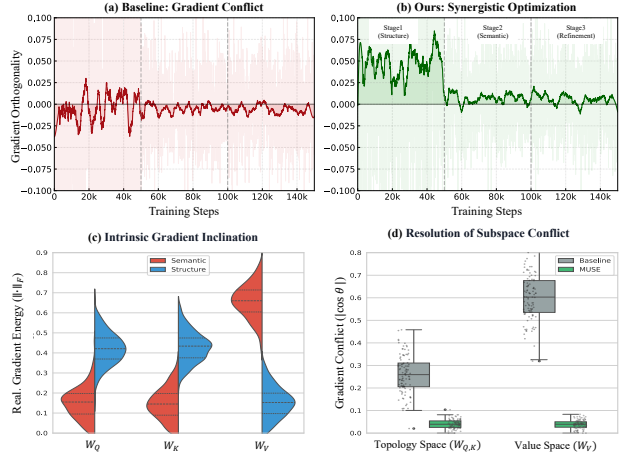 (a) Baseline: Gradient Conflict
(b) Ours: Synergistic Optimization
Gradient Orthogonality
0.100
0.075
0.050
0.025
0.000
−0.025
−0.050
−0.075
−0.100
0 20k 40k 60k 80k 100k 120k 140k
Training Steps
0.100
0.075
0.050
0.025
0.000
−0.025
−0.050
−0.075
−0.100
Stage1
(Structure)
Stage2
(Semantic)
Stage3
(Refinement)
0 20k 40k 60k 80k 100k 120k 140k
Training Steps
(c) Intrinsic Gradient Inclination
Real. Gradient Energy (‖·‖F)
0.9
0.8
0.7
0.6
0.5
0.4
0.3
0.2
0.1
0.0
Semantic
Structure
WQ WK WV
(d) Resolution of Subspace Conflict
Gradient Conflict (|cos θ|)
0.8
0.7
0.6
0.5
0.4
0.3
0.2
0.1
0.0
Baseline
MUSE
Topology Space (WQ,K) Value Space (WV)